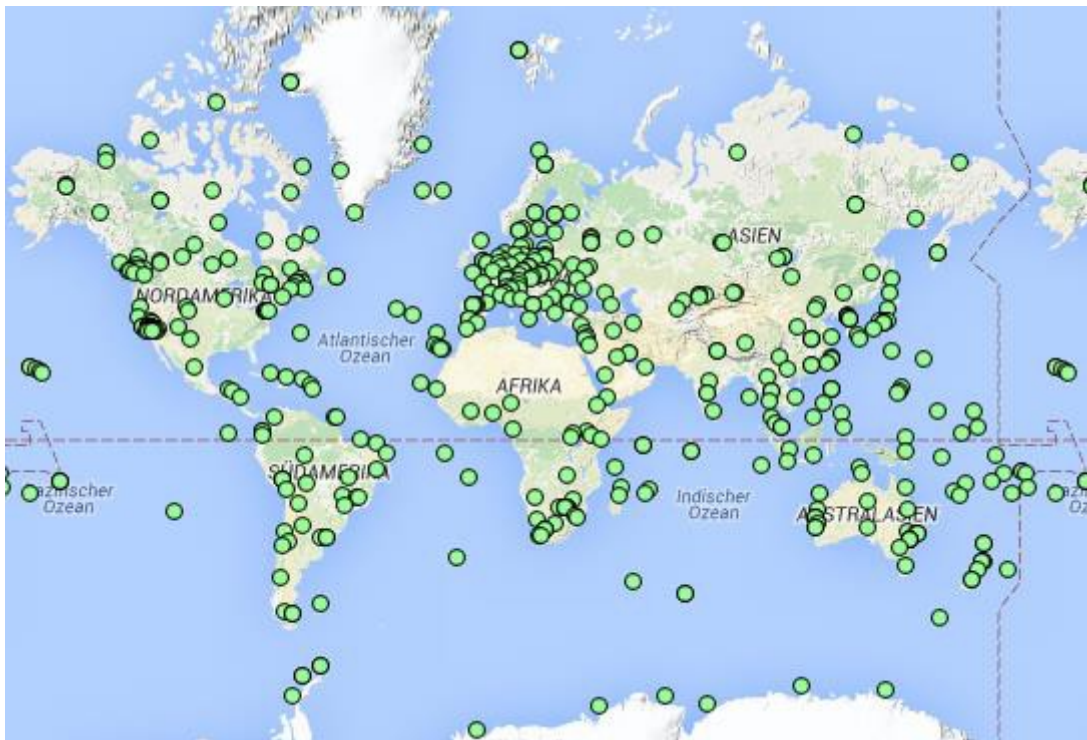 ASIEN
NORDAMERIKA
Atlantischer
Ozean
AFRIKA
SÜDAMERIKA
Pazifischer
Ozean
Indischer
Ozean
AUSTRALASIEN